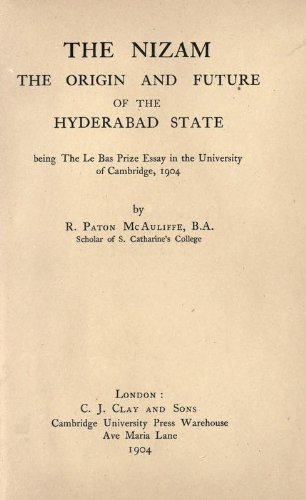 THE NIZAM
THE ORIGIN AND FUTURE
OF THE
HYDERABAD STATE
being The Le Bas Prize Essay in the University
of Cambridge, 1904
by
R. PATON MCAULIFFE, B.A.
Scholar of S. Catharine's College
LONDON:
C. J. CLAY AND SONS
Cambridge University Press Warehouse
Ave Maria Lane
1904